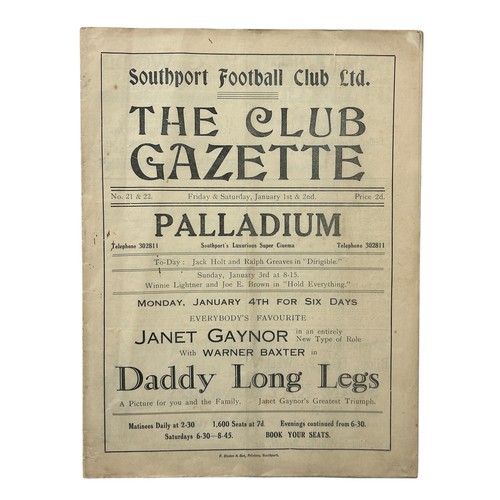 Southport Football Club Ltd.
THE CLUB
GAZETTE
No. 21 & 22. Friday & Saturday, January 1st & 2nd. Price 2d.
PALLADIUM
Telephone 302811 Southport's Luxurious Super Cinema Telephone 302811
To-Day : Jack Holt and Ralph Greaves in "Dirigible."
Sunday, January 3rd at 8-15.
Winnie Lightner and Joe E. Brown in "Hold Everything."
Monday, January 4th for Six Days
EVERYBODY'S FAVOURITE
JANET GAYNOR in an entirely
New Type of Role
With WARNER BAXTER in
Daddy Long Legs
A Picture for you and the Family. Janet Gaynor's Greatest Triumph.
Matinees Daily at 2-30 1,600 Seats at 7d. Evenings continued from 6-30.
Saturdays 6-30—8-45. BOOK YOUR SEATS.
& Son, Printers, Southport.